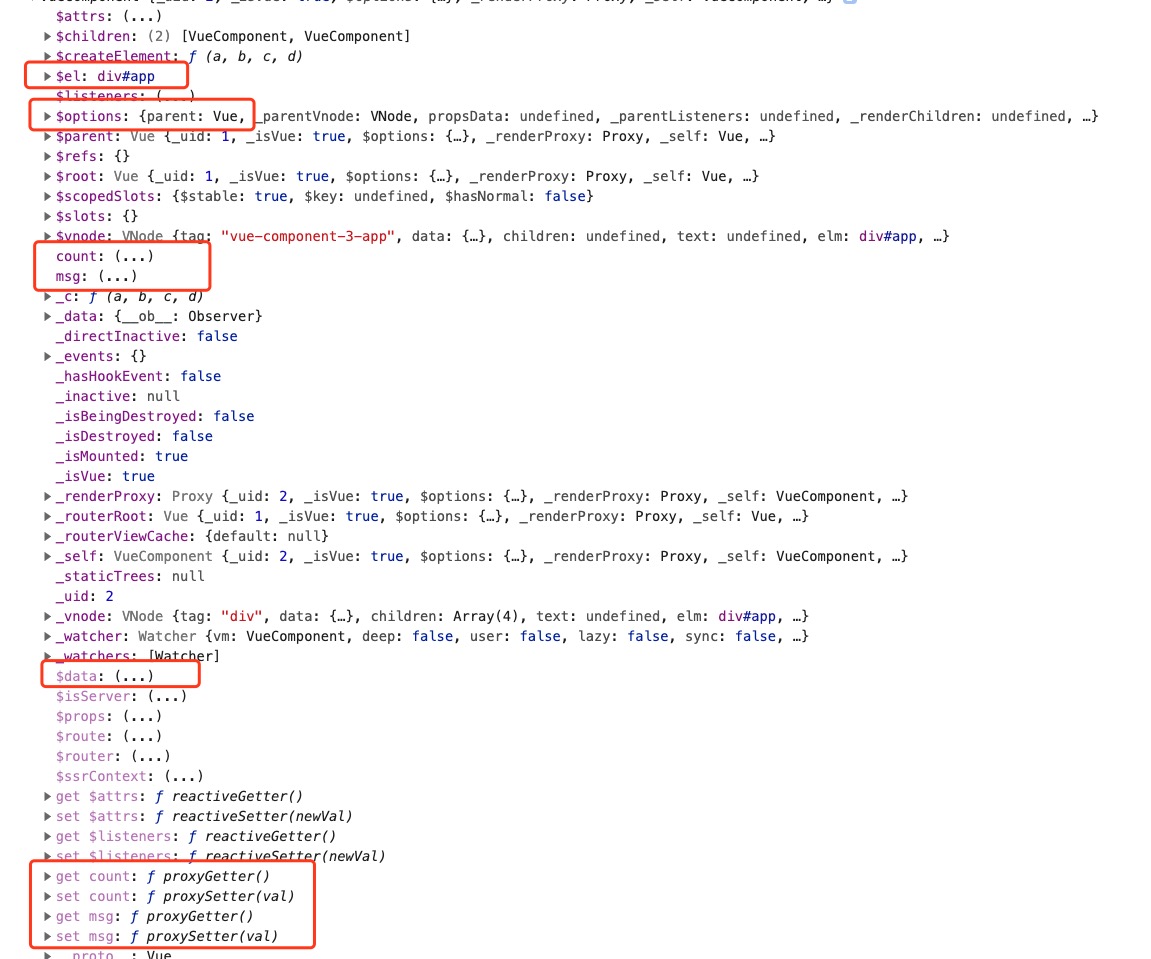 $attrs: (...)
$children: (2) [VueComponent, VueComponent]
$createElement: ƒ (a, b, c, d)
$el: div#app
$listeners: (...)
$options: {parent: Vue, _parentVnode: VNode, propsData: undefined, _parentListeners: undefined, _renderChildren: undefined, …}
$parent: Vue {_uid: 1, _isVue: true, $options: {…}, _renderProxy: Proxy, _self: Vue, …}
$refs: {}
$root: Vue {_uid: 1, _isVue: true, $options: {…}, _renderProxy: Proxy, _self: Vue, …}
$scopedSlots: {$stable: true, $key: undefined, $hasNormal: false}
$slots: {}
$vnode: VNode {tag: "vue-component-3-app", data: {…}, children: undefined, text: undefined, elm: div#app, …}
count: (...)
msg: (...)
_c: ƒ (a, b, c, d)
_data: {__ob__: Observer}
_directInactive: false
_events: {}
_hasHookEvent: false
_inactive: null
_isBeingDestroyed: false
_isDestroyed: false
_isMounted: true
_isVue: true
_renderProxy: Proxy {_uid: 2, _isVue: true, $options: {…}, _renderProxy: Proxy, _self: VueComponent, …}
_routerRoot: Vue {_uid: 1, _isVue: true, $options: {…}, _renderProxy: Proxy, _self: Vue, …}
_routerViewCache: {default: null}
_self: VueComponent {_uid: 2, _isVue: true, $options: {…}, _renderProxy: Proxy, _self: VueComponent, …}
_staticTrees: null
_uid: 2
_vnode: VNode {tag: "div", data: {…}, children: Array(4), text: undefined, elm: div#app, …}
_watcher: Watcher {vm: VueComponent, deep: false, user: false, lazy: false, sync: false, …}
_watchers: [Watcher]
$data: (...)
$isServer: (...)
$props: (...)
$route: (...)
$router: (...)
$ssrContext: (...)
get $attrs: ƒ reactiveGetter()
set $attrs: ƒ reactiveSetter(newVal)
get $listeners: ƒ reactiveGetter()
set $listeners: ƒ reactiveSetter(newVal)
get count: ƒ proxyGetter()
set count: ƒ proxySetter(val)
get msg: ƒ proxyGetter()
set msg: ƒ proxySetter(val)
__proto__: Vue